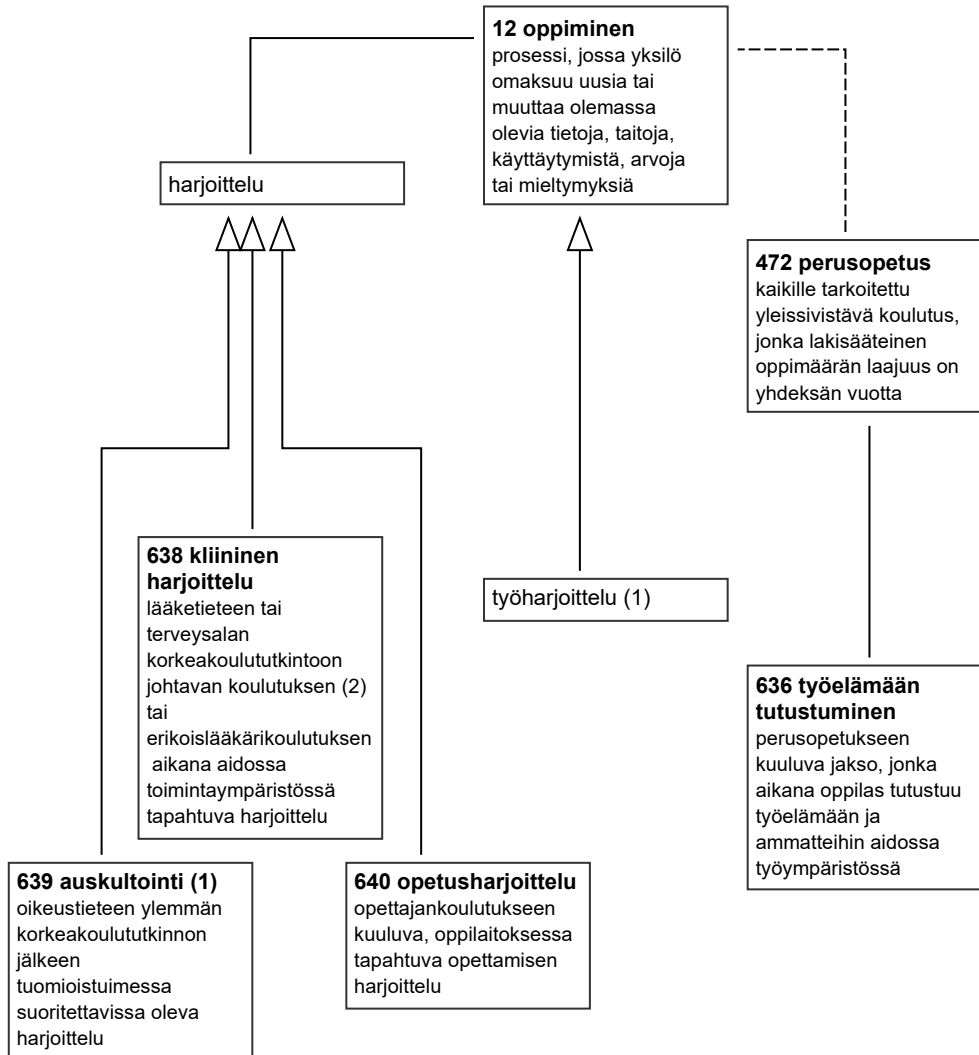 12 oppiminen
prosessi, jossa yksilö
omaksuu uusia tai
muuttaa olemassa
olevia tietoja, taitoja,
käyttäytymistä, arvoja
tai mieltymyksiä
harjoittelu
472 perusopetus
kaikille tarkoitettu
yleissivistävä koulutus,
jonka lakisääteinen
oppimäärän laajuus on
yhdeksän vuotta
638 kliininen
harjoittelu
lääketieteen tai
terveysalan
korkeakoulututkintoon
johtavan koulutuksen (2)
tai
erikoislääkärikoulutuksen
aikana aidossa
toimintaympäristössä
tapahtuva harjoittelu
työharjoittelu (1)
636 työelämään
tutustuminen
perusopetukseen
kuuluva jakso, jonka
aikana oppilas tutustuu
työelämään ja
ammatteihin aidossa
työympäristössä
639 auskultointi (1)
oikeustieteen ylemmän
korkeakoulututkinnon
jälkeen
tuomioistuimessa
suoritettavissa oleva
harjoittelu
640 opetusharjoittelu
opettajankoulutukseen
kuuluva, oppilaitoksessa
tapahtuva opettamisen
harjoittelu